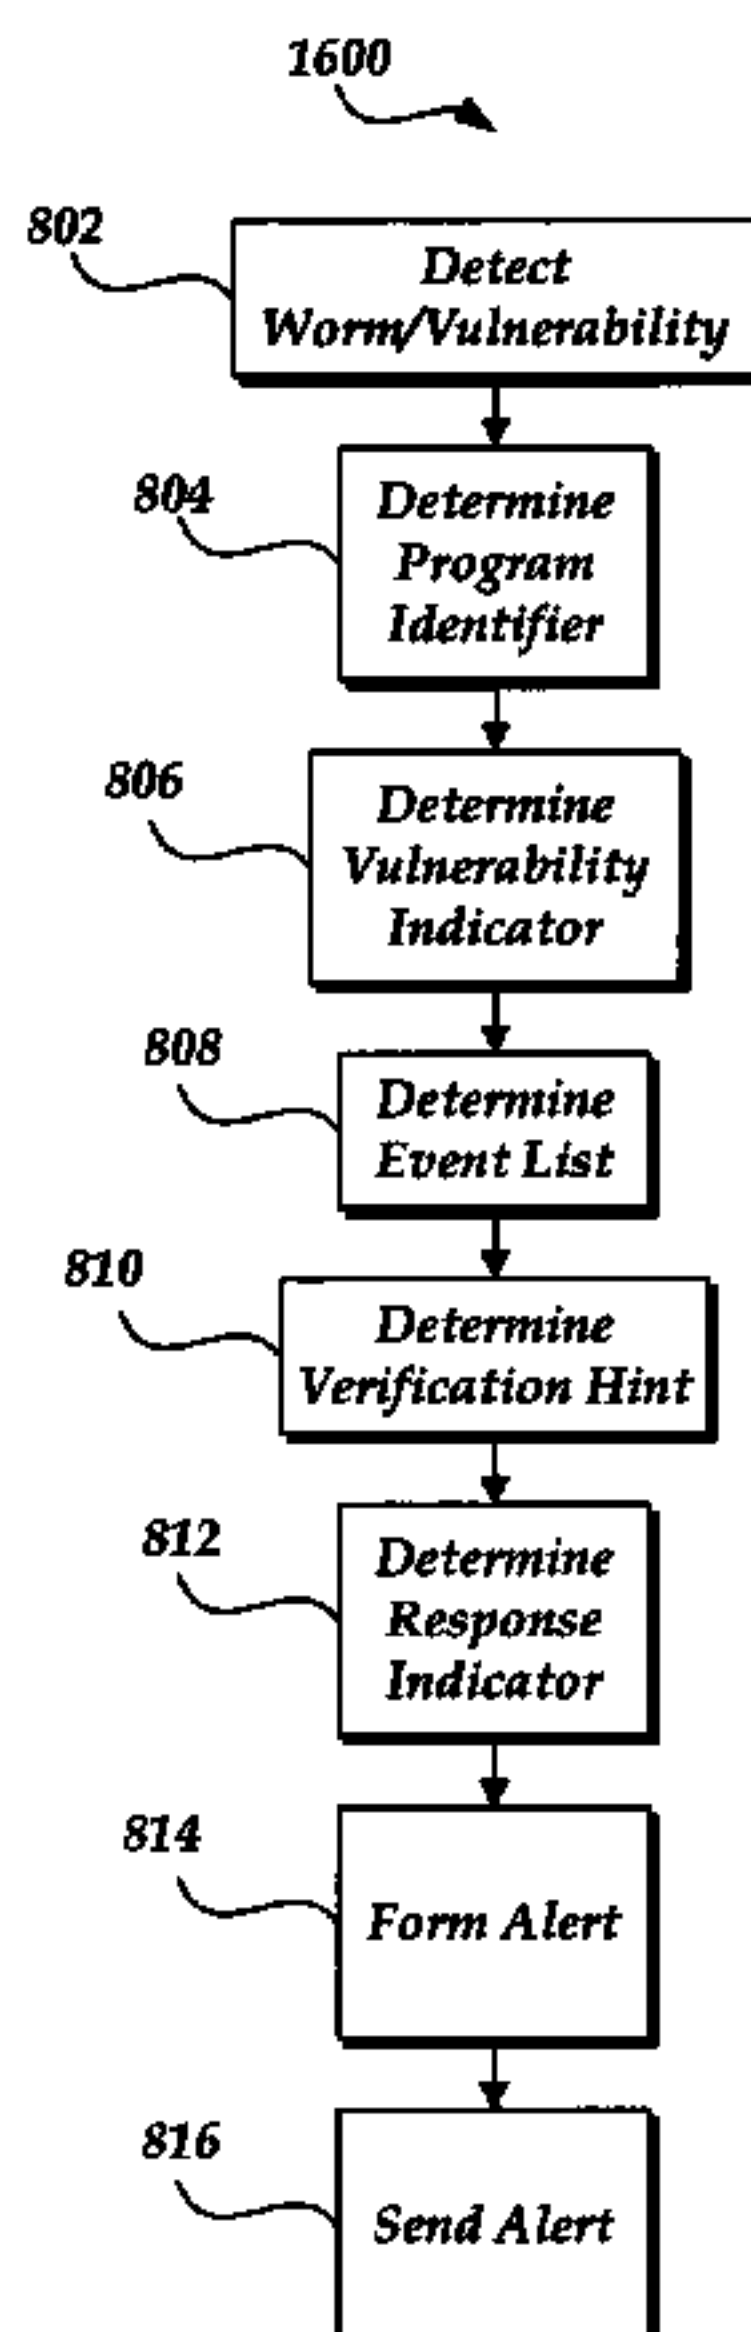 1600
802
Detect
Worm/Vulnerability
804
Determine
Program
Identifier
806
Determine
Vulnerability
Indicator
808
Determine
Event List
810
Determine
Verification Hint
812
Determine
Response
Indicator
814
Form Alert
816
Send Alert